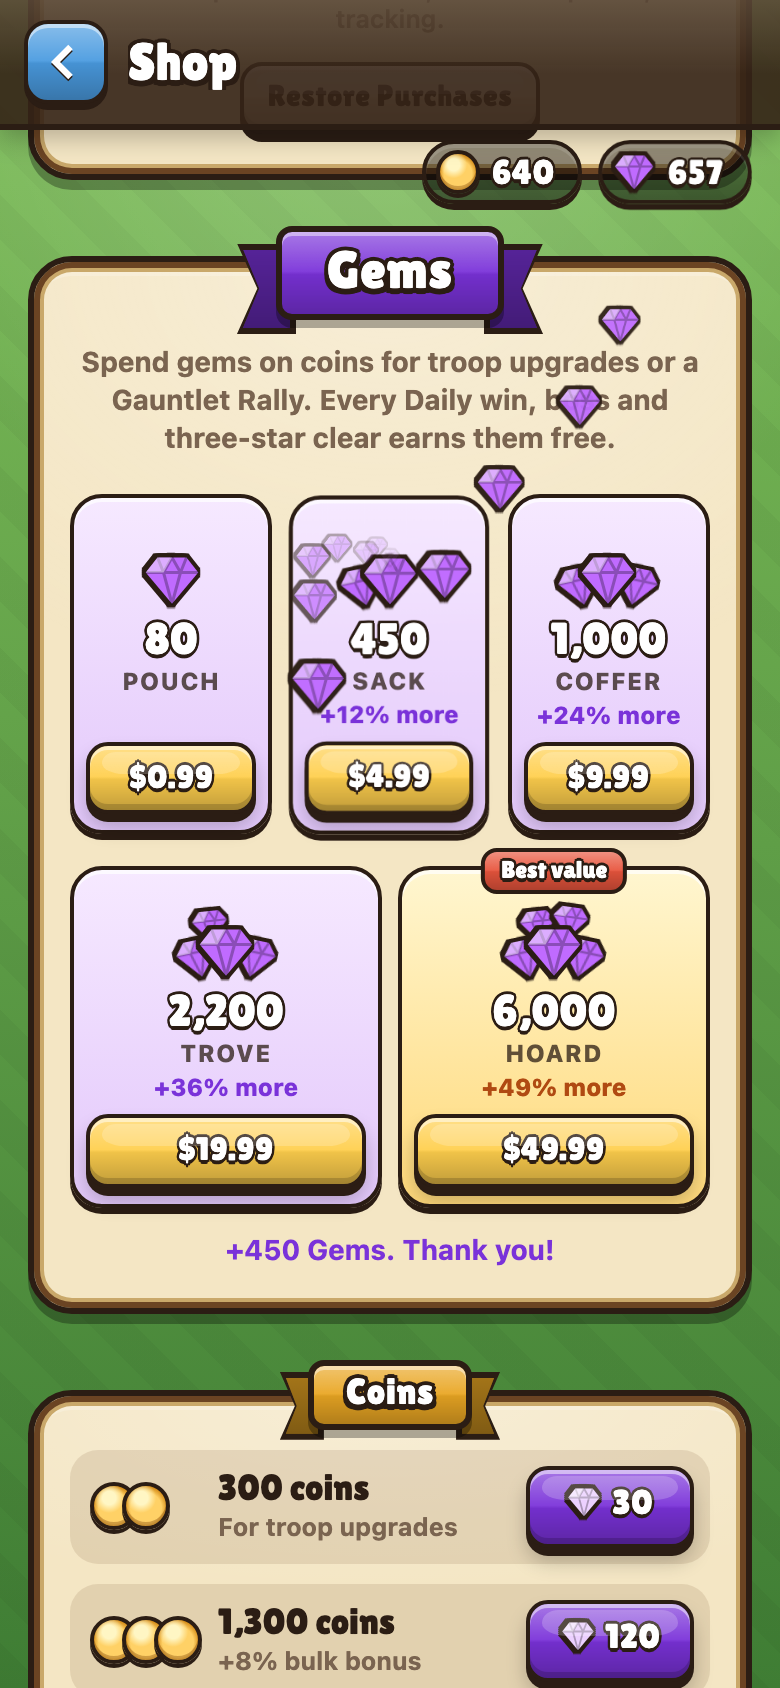 tracking.
Shop
Restore Purchases
640
657
Gems
Spend gems on coins for troop upgrades or a
Gauntlet Rally. Every Daily win, and
three-star clear earns them free.
80
POUCH
$0.99
450
SACK
+12% more
$4.99
1,000
COFFER
+24% more
$9.99
2,200
TROVE
+36% more
$19.99
Best value
6,000
HOARD
+49% more
$49.99
+450 Gems. Thank you!
Coins
300 coins
For troop upgrades
30
1,300 coins
+8% bulk bonus
120